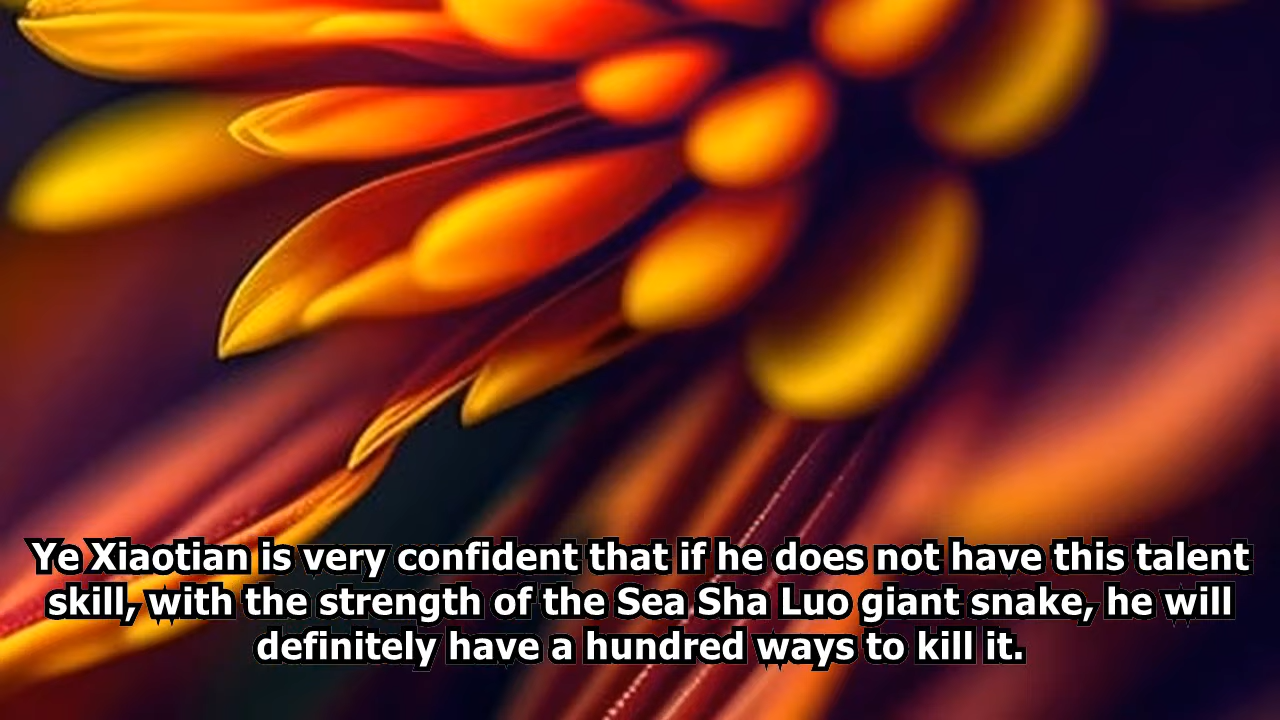 Ye Xiaotian is very confident that if he does not have this talent
skill, with the strength of the Sea Sha Luo giant snake, he will
definitely have a hundred ways to kill it.